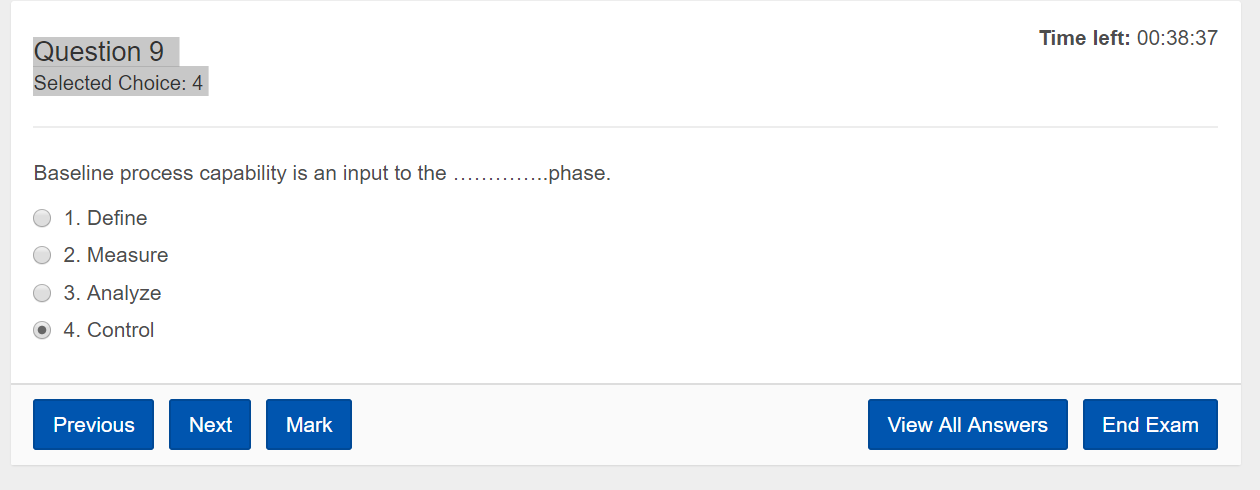 Question 9
Time left: 00:38:37
Selected Choice: 4
Baseline process capability is an input to the …………..phase.
1. Define
2. Measure
3. Analyze
4. Control
Previous
Next
Mark
View All Answers
End Exam